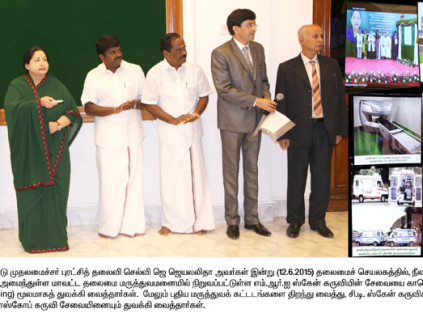 டு முதலமைச்சர் புரட்சித் தலைவி செல்வி ஜெ ஜெயலலிதா அவர்கள் இன்று (12.6.2015) தலைமைச் செயலகத்தில், நீல
அமைந்துள்ள மாவட்ட தலைமை மருத்துவமனையில் நிறுவப்பட்டுள்ள எம்.ஆர்.ஐ ஸ்கேன் கருவியின் சேவையை கா
ing) மூலமாகத் துவக்கி வைத்தார்கள். மேலும் புதிய மருத்துவக் கட்டடங்களை திறந்து வைத்து, சி.டி. ஸ்கேன் கருவி
ாஸ்கோப் கருவி சேவையினையும் துவக்கி வைத்தார்கள்.